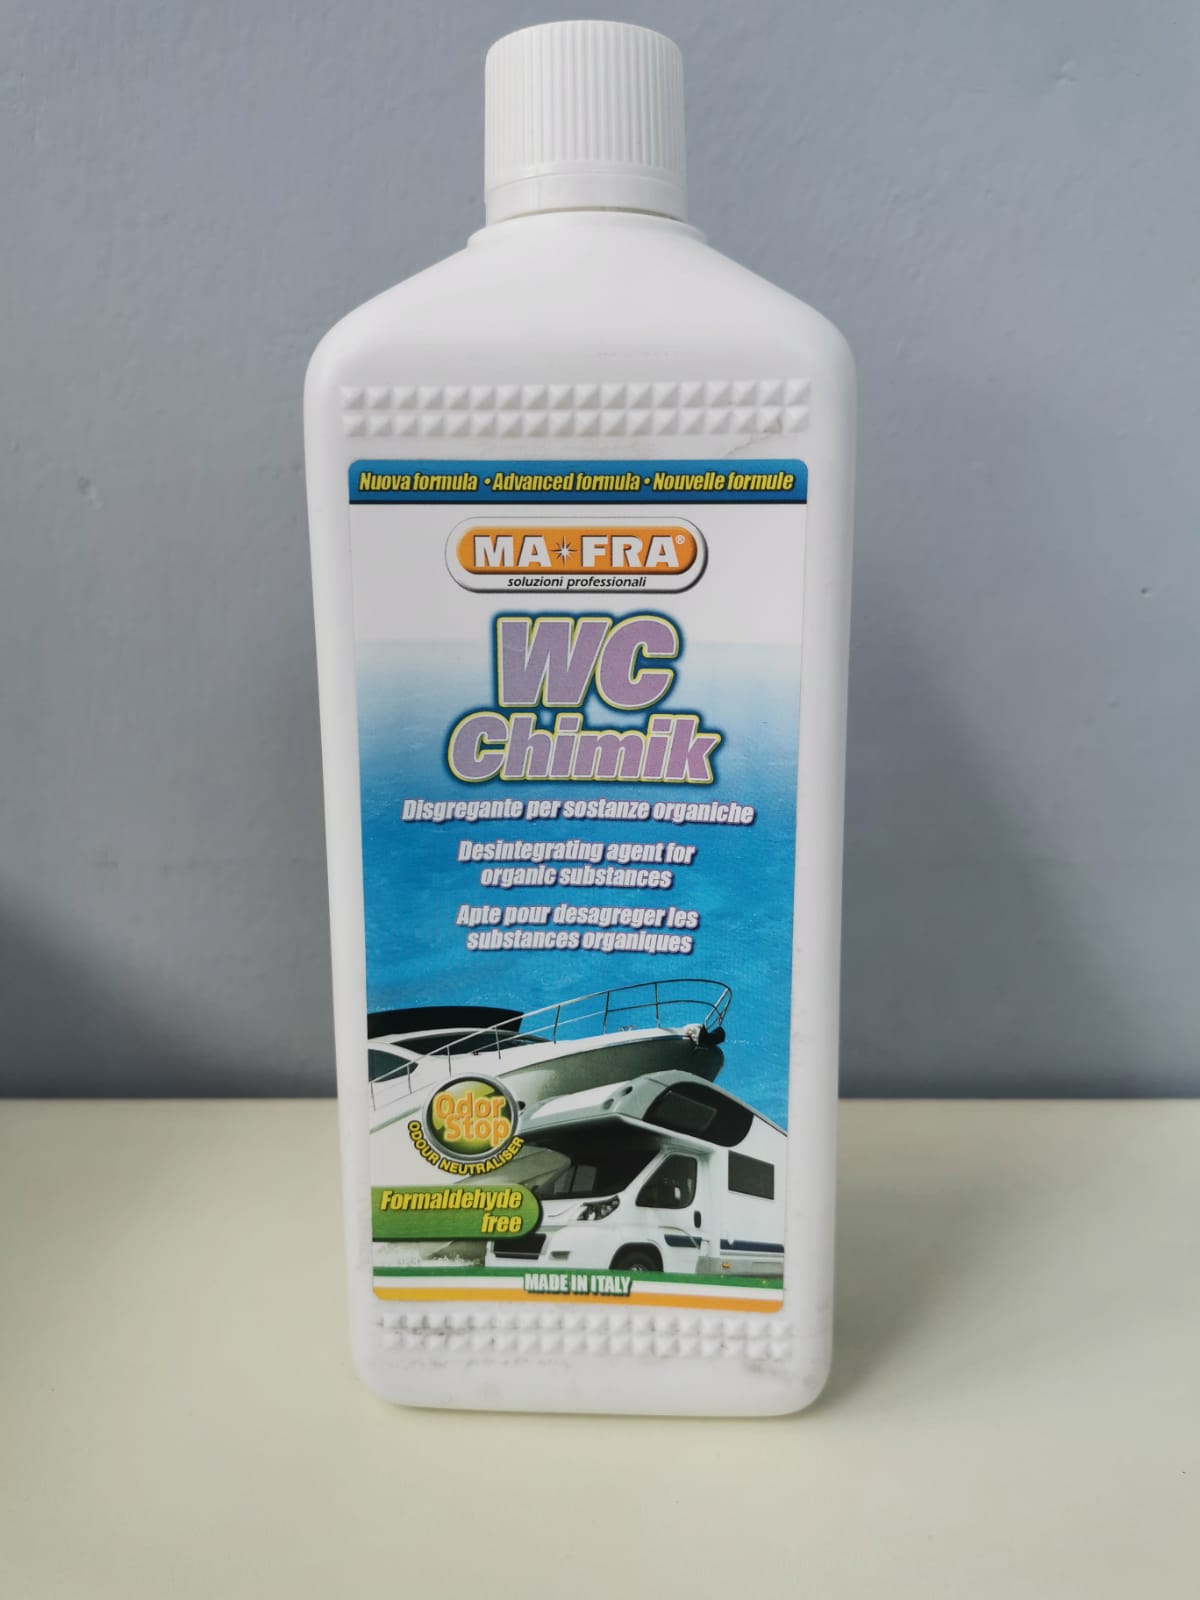 Nuova formula • Advanced formula • Nouvelle formule
MA FRA®
soluzioni professionali
WC
Chimik
Disgregante per sostanze organiche
Desintegrating agent for
organic substances
Apte pour desagreger les
substances organiques
Odor
Stop
ODOUR NEUTRALISER
Formaldehyde
free
MADE IN ITALY